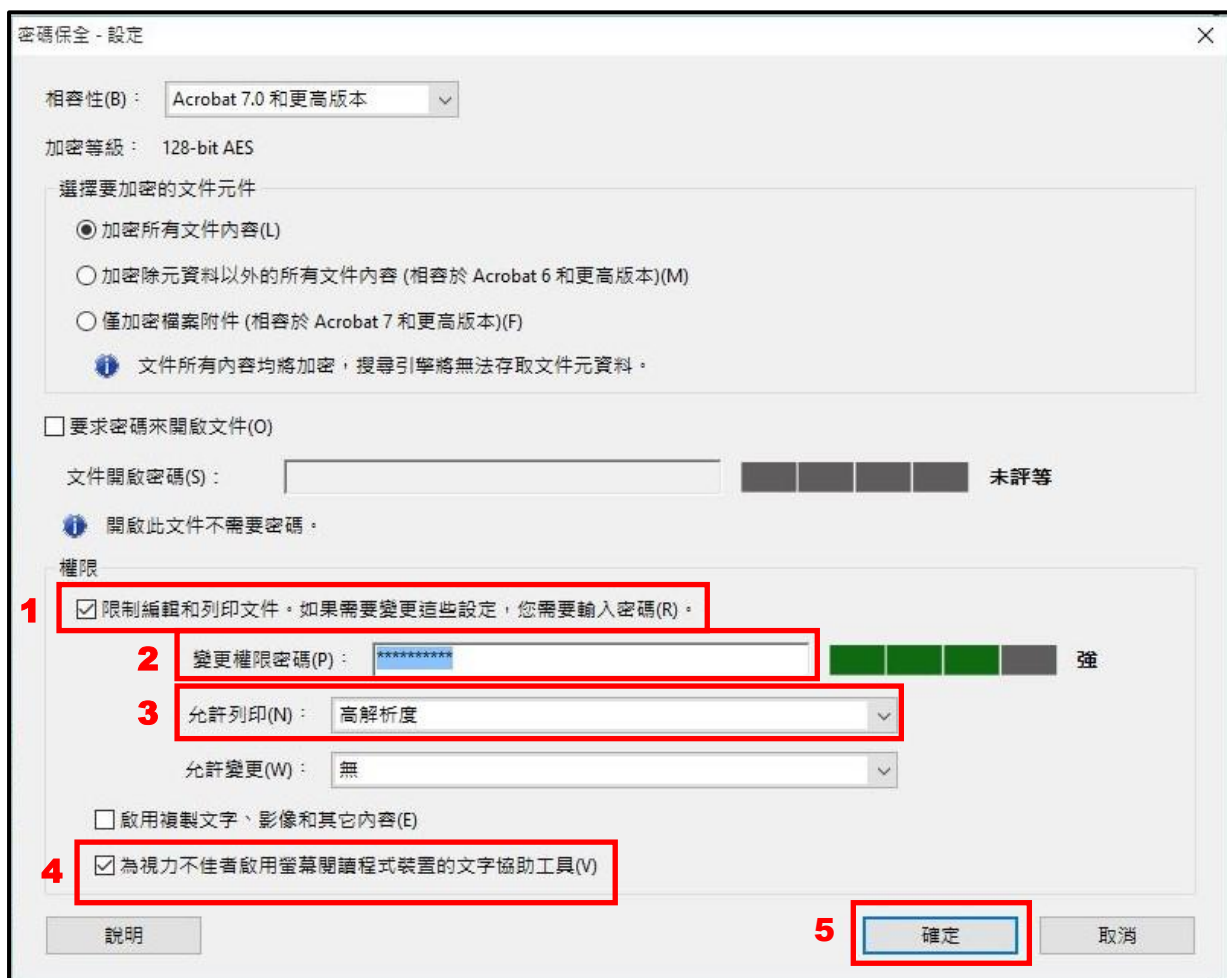 密碼保全 - 設定
相容性(B)： Acrobat 7.0 和更高版本
加密等級： 128-bit AES
選擇要加密的文件元件
加密所有文件內容(L)
加密除元資料以外的所有文件內容 (相容於 Acrobat 6 和更高版本)(M)
僅加密檔案附件 (相容於 Acrobat 7 和更高版本)(F)
文件所有內容均將加密，搜尋引擎將無法存取文件元資料。
要求密碼來開啟文件(O)
文件開啟密碼(S)： 未評等
開啟此文件不需要密碼。
權限
1 限制編輯和列印文件。如果需要變更這些設定，您需要輸入密碼(R)。
2 變更權限密碼(P)： ********** 強
3 允許列印(N)： 高解析度
允許變更(W)： 無
啟用複製文字、影像和其它內容(E)
4 為視力不佳者啟用螢幕閱讀程式裝置的文字協助工具(V)
說明 5 確定 取消